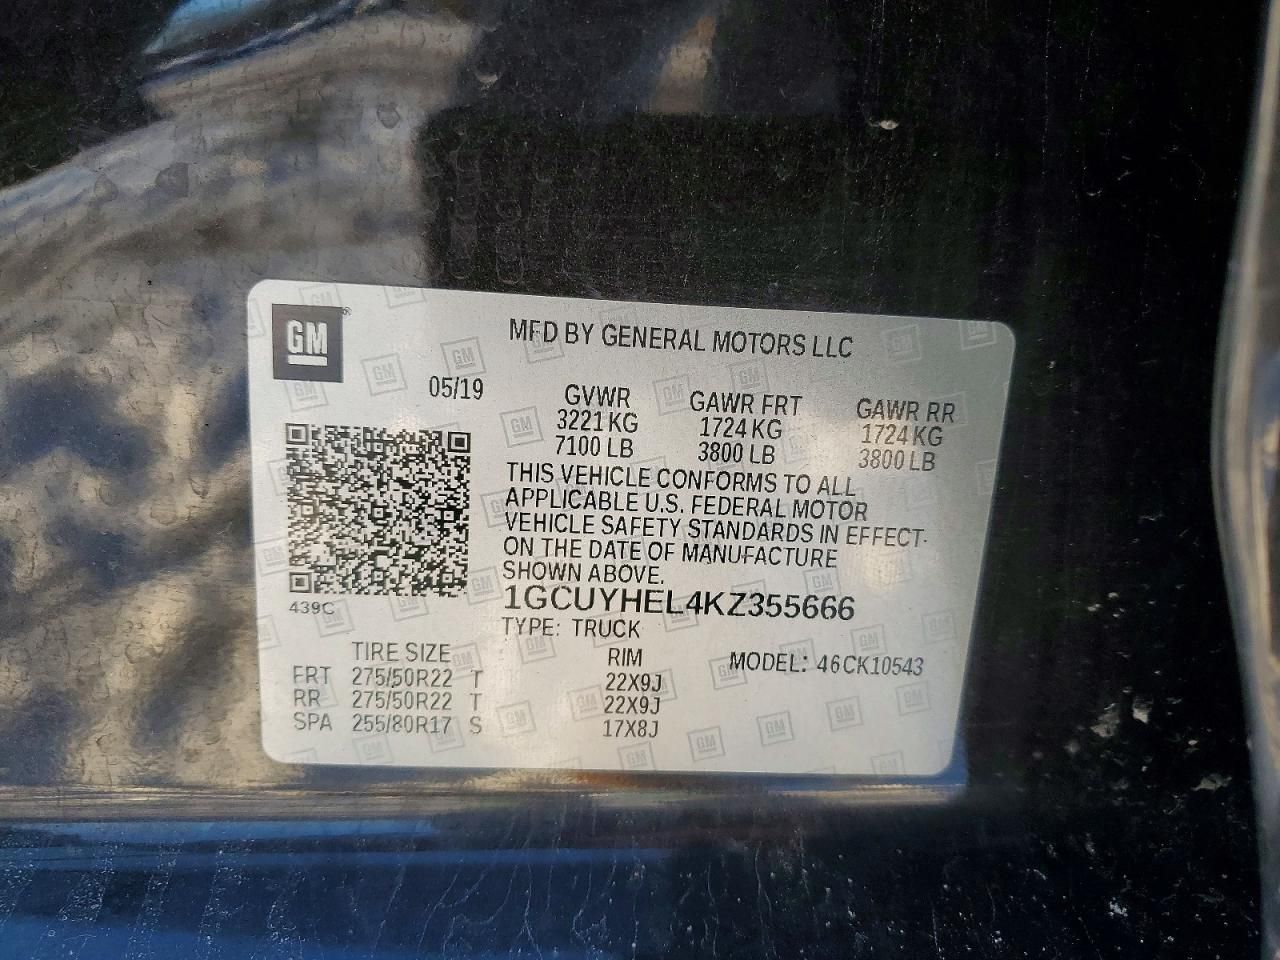 GM
MFD BY GENERAL MOTORS LLC
05/19
GVWR GAWR FRT GAWR RR
3221 KG 1724 KG 1724 KG
7100 LB 3800 LB 3800 LB
THIS VEHICLE CONFORMS TO ALL
APPLICABLE U.S. FEDERAL MOTOR
VEHICLE SAFETY STANDARDS IN EFFECT
ON THE DATE OF MANUFACTURE
SHOWN ABOVE.
439C
1GCUYHEL4KZ355666
TYPE: TRUCK
TIRE SIZE RIM MODEL: 46CK10543
FRT 275/50R22 T 22X9J
RR 275/50R22 T 22X9J
SPA 255/80R17 S 17X8J